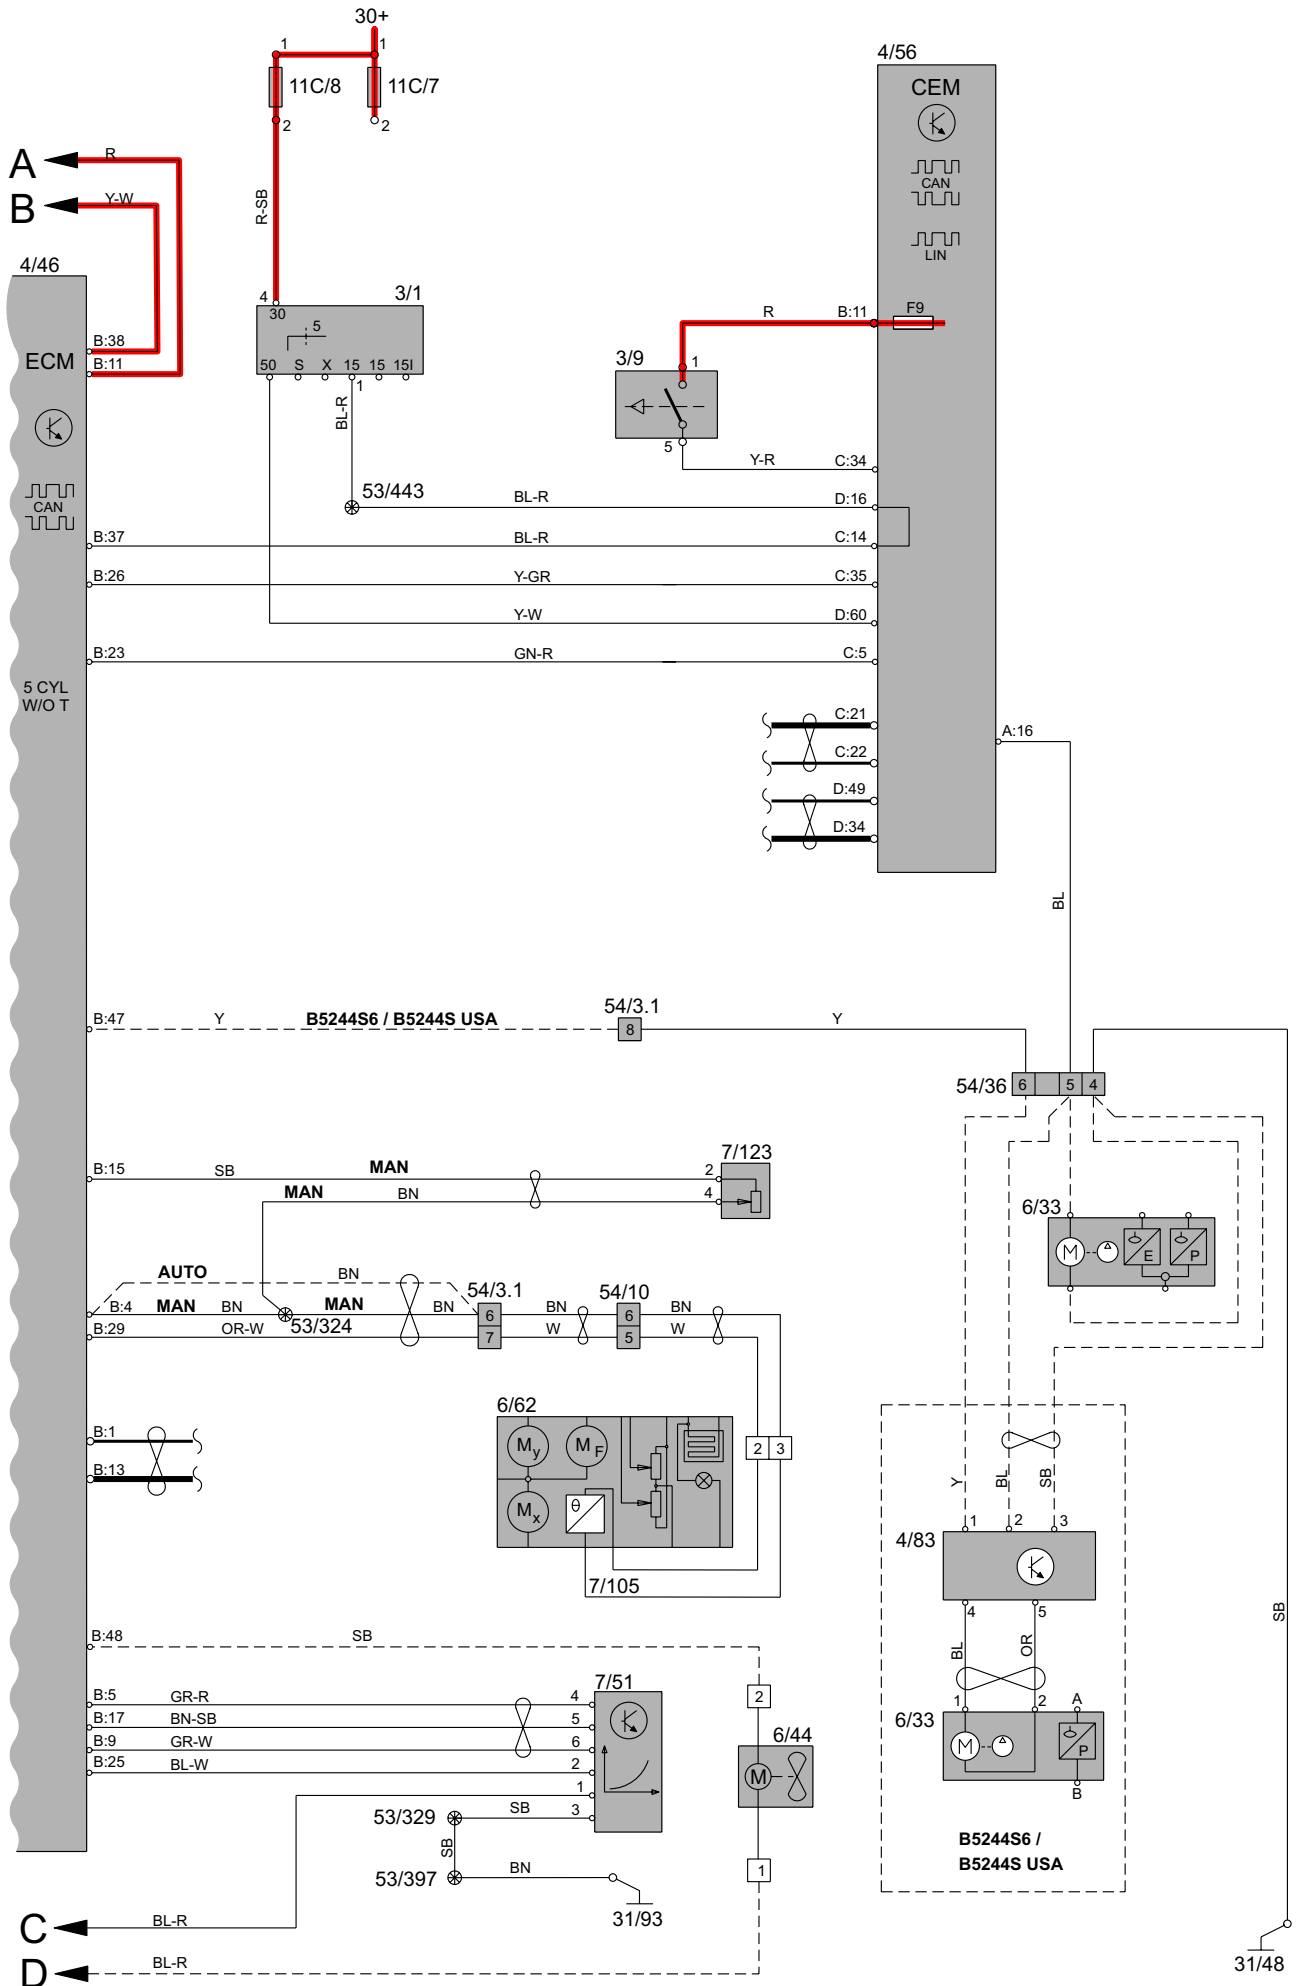 30+
4/56
1
1
11C/8
11C/7
CEM
2
2
CAN
LIN
A
R
B
Y-W
R-SB
4/46
4
30
3/1
5
50 S X 15 15 15I
1
BL-R
R
B:11
F9
3/9
1
5
Y-R
C:34
B:38
ECM
B:11
CAN
53/443
BL-R
D:16
B:37
BL-R
C:14
B:26
Y-GR
C:35
Y-W
D:60
B:23
GN-R
C:5
5 CYL
W/O T
C:21
C:22
D:49
D:34
A:16
BL
B:47
Y
B5244S6 / B5244S USA
54/3.1
8
Y
54/36
6
5
4
B:15
SB
MAN
7/123
2
MAN
BN
4
6/33
M
E
P
AUTO
BN
54/3.1
54/10
B:4
MAN
BN
MAN
BN
6
BN
6
BN
53/324
B:29
OR-W
7
W
5
W
6/62
My
MF
Mx
θ
2
3
7/105
B:1
B:13
Y
BL
SB
1
2
3
4/83
4
5
BL
OR
1
2
A
6/33
M
P
B
B5244S6 /
B5244S USA
SB
B:48
SB
7/51
2
B:5
GR-R
4
B:17
BN-SB
5
B:9
GR-W
6
B:25
BL-W
2
1
3
6/44
M
53/329
SB
SB
53/397
BN
1
31/93
C
BL-R
D
BL-R
31/48